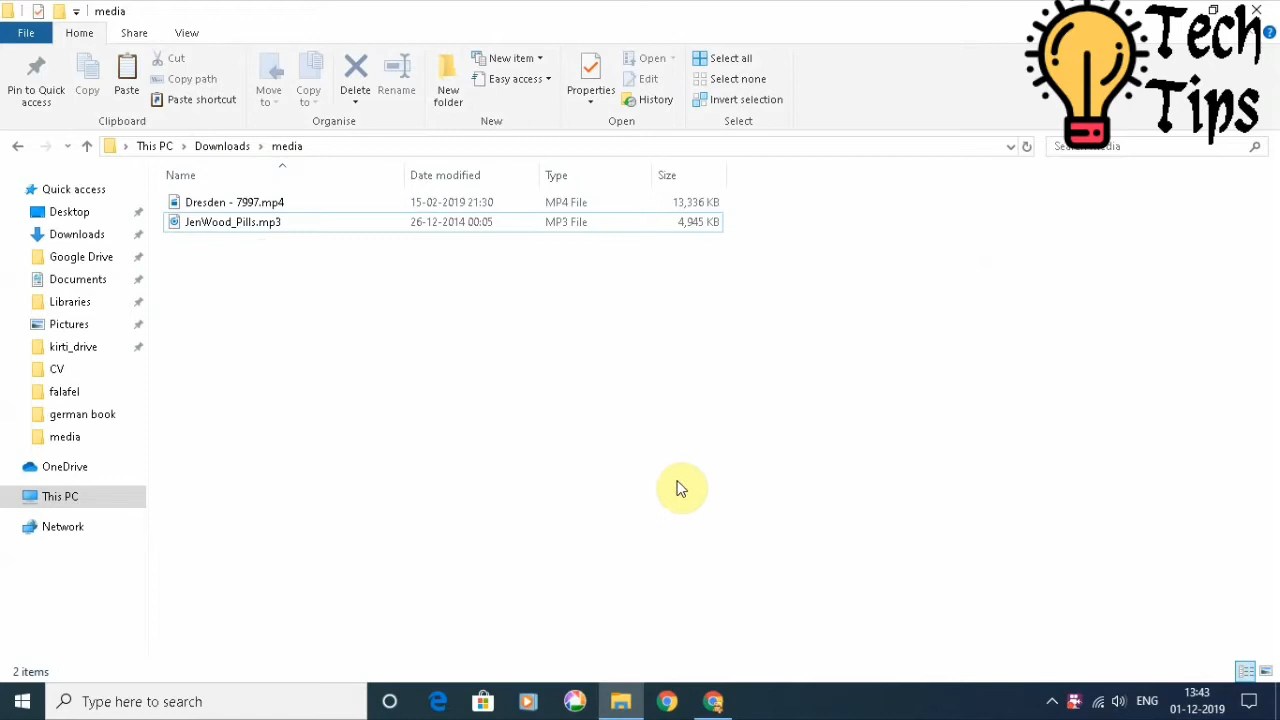 media
File Home Share View
Pin to Quick access
Copy
Paste
Cut
Copy path
Paste shortcut
Clipboard
Move to
Copy to
Delete
Rename
Organise
New folder
New item
Easy access
New
Properties
Open
Edit
History
Open
Select all
Select none
Invert selection
Select
Tech
Tips
This PC > Downloads > media
Search media
Name Date modified Type Size
Dresden - 7997.mp4 15-02-2019 21:30 MP4 File 13,336 KB
JenWood_Pills.mp3 26-12-2014 00:05 MP3 File 4,945 KB
Quick access
Desktop
Downloads
Google Drive
Documents
Libraries
Pictures
kirti_drive
CV
falafel
german book
media
OneDrive
This PC
Network
2 items
Type here to search
ENG
13:43
01-12-2019